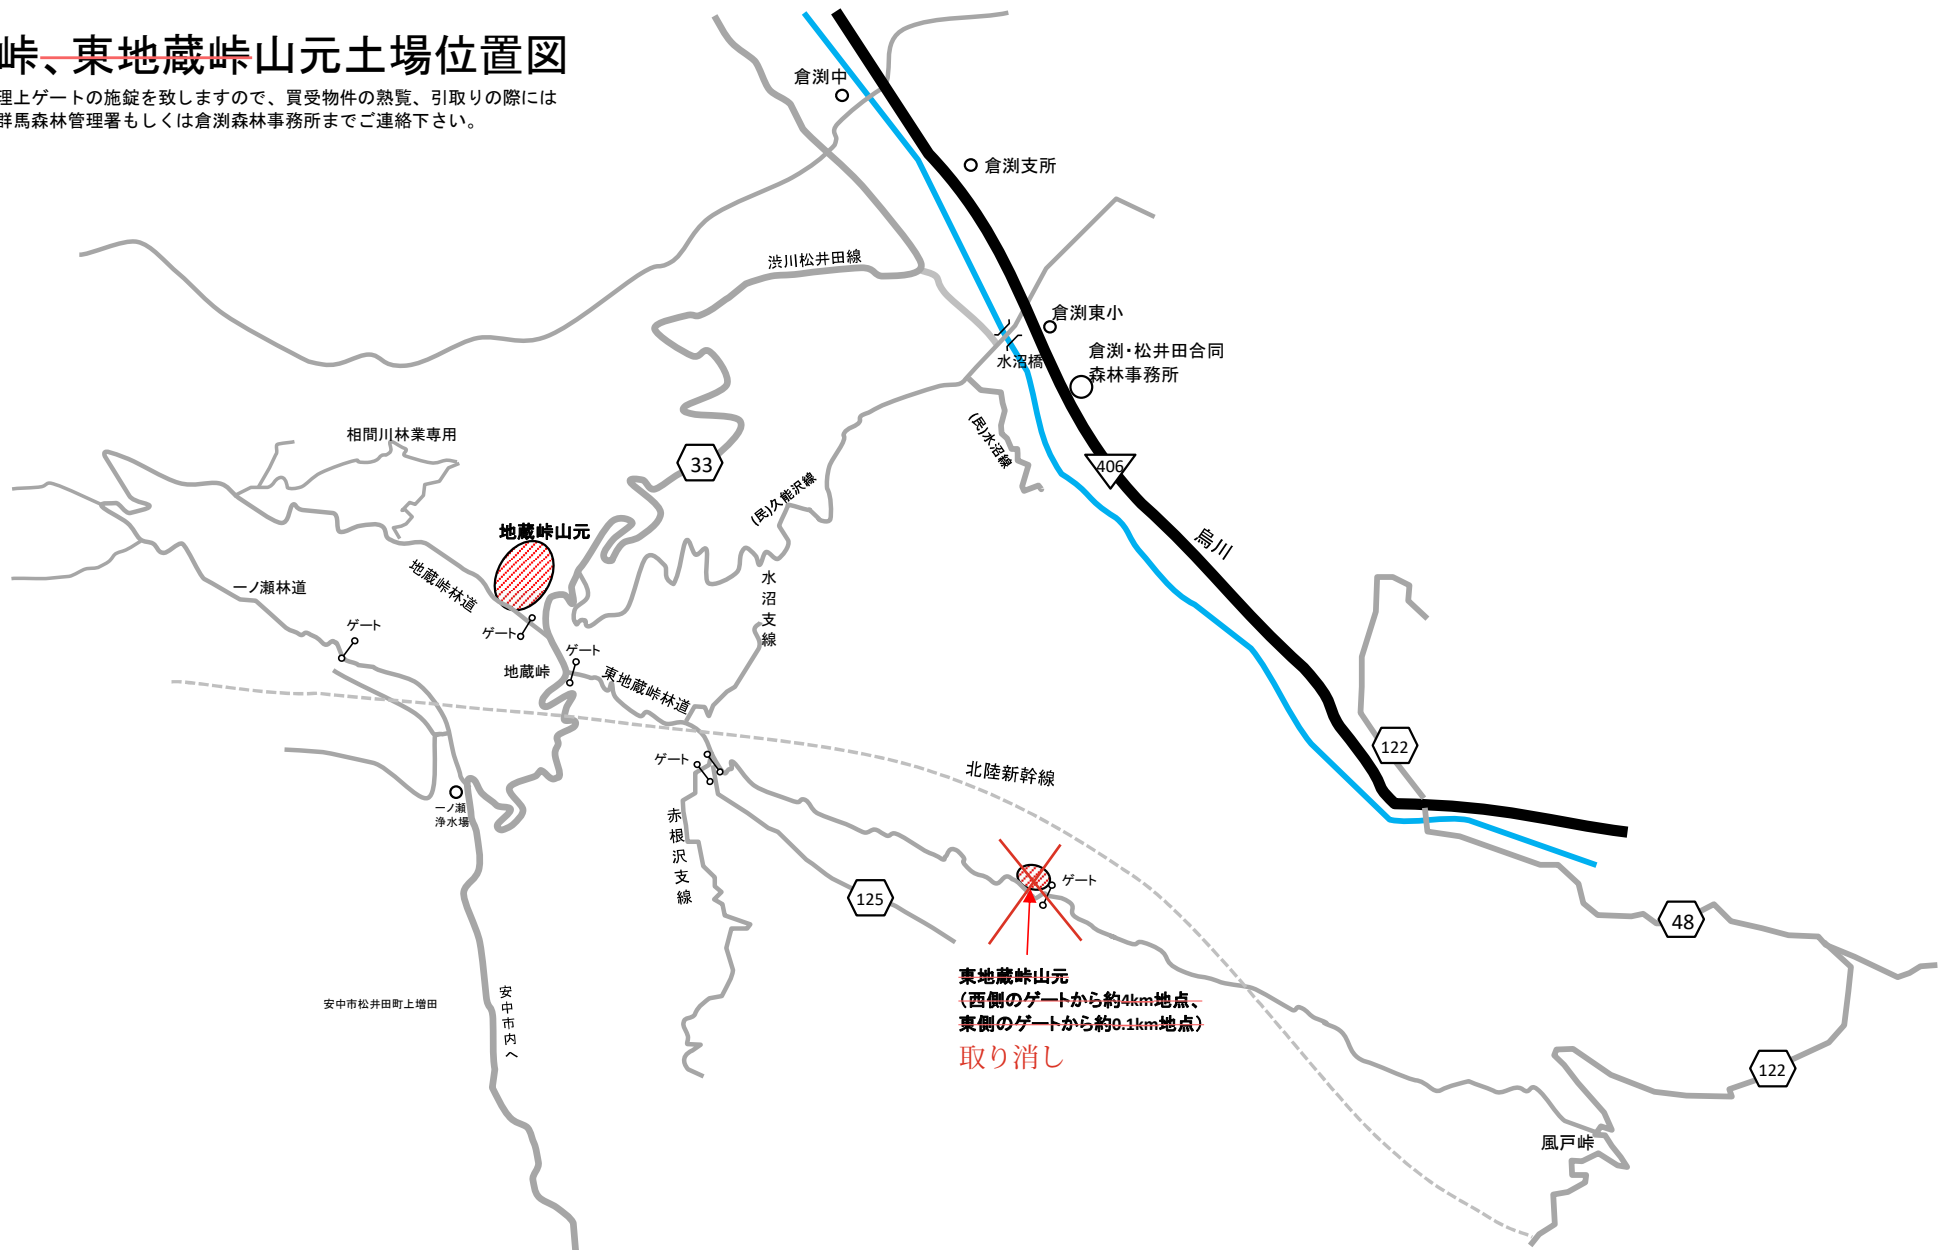 峠、東地蔵峠山元土場位置図
理上ゲートの施錠を致しますので、買受物件の熟覧、引取りの際には
群馬森林管理署もしくは倉渕森林事務所までご連絡下さい。
倉渕中
倉渕支所
渋川松井田線
倉渕東小
水沼橋
倉渕・松井田合同
森林事務所
(民)水沼線
相間川林業専用
33
406
(民)久能沢線
地蔵峠山元
烏川
地蔵峠林道
一ノ瀬林道
水沼支線
ゲート
ゲート
ゲート
地蔵峠
東地蔵峠林道
122
ゲート
北陸新幹線
一ノ瀬
浄水場
赤根沢支線
125
ゲート
48
東地蔵峠山元
（西側のゲートから約4km地点、
東側のゲートから約0.1km地点）
取り消し
安中市松井田町上増田
安中市内へ
122
風戸峠